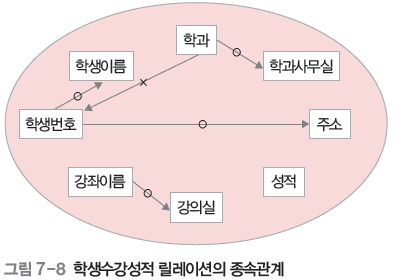 학과
학생이름
학과사무실
학생번호
주소
강좌이름
성적
강의실
그림 7-8 학생수강성적 릴레이션의 종속관계